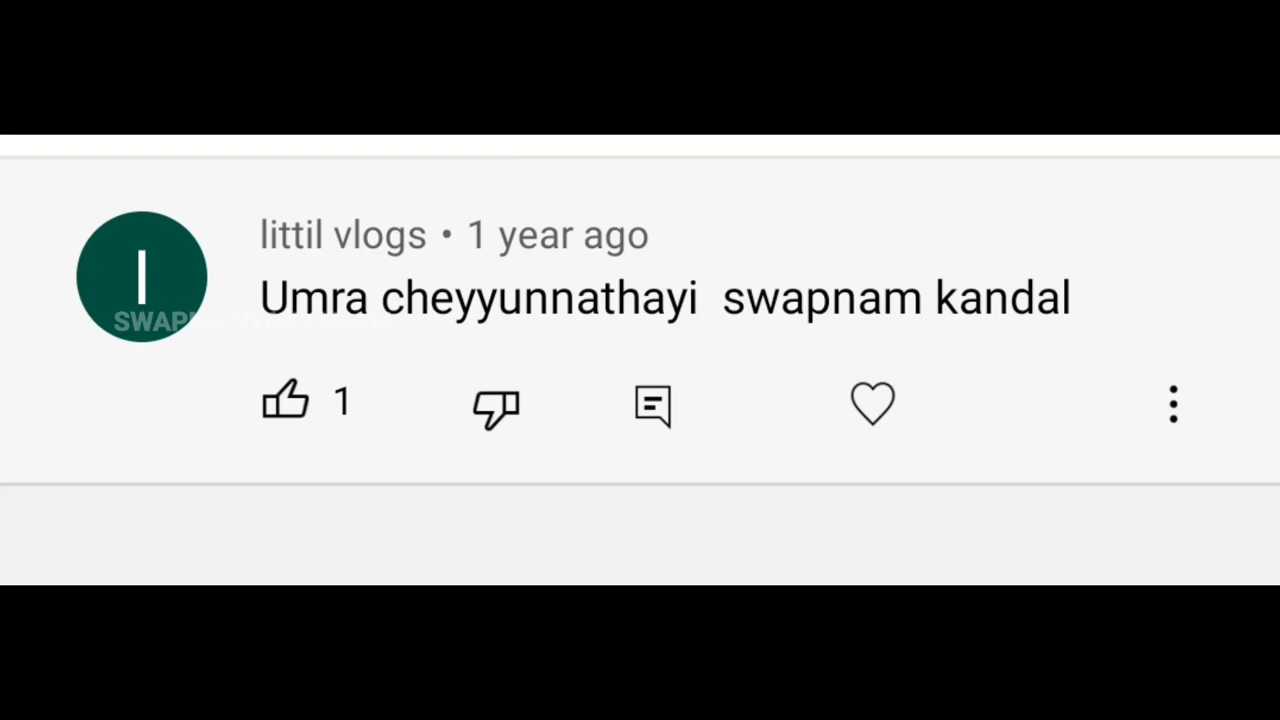 littil vlogs • 1 year ago
l
Umra cheyyunnathayi swapnam kandal
1